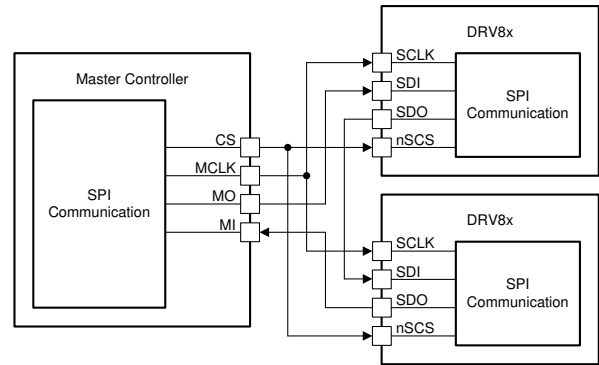 Master Controller
SPI
Communication
CS
MCLK
MO
MI
DRV8x
SCLK
SDI
SDO
nSCS
SPI
Communication
DRV8x
SCLK
SDI
SDO
nSCS
SPI
Communication